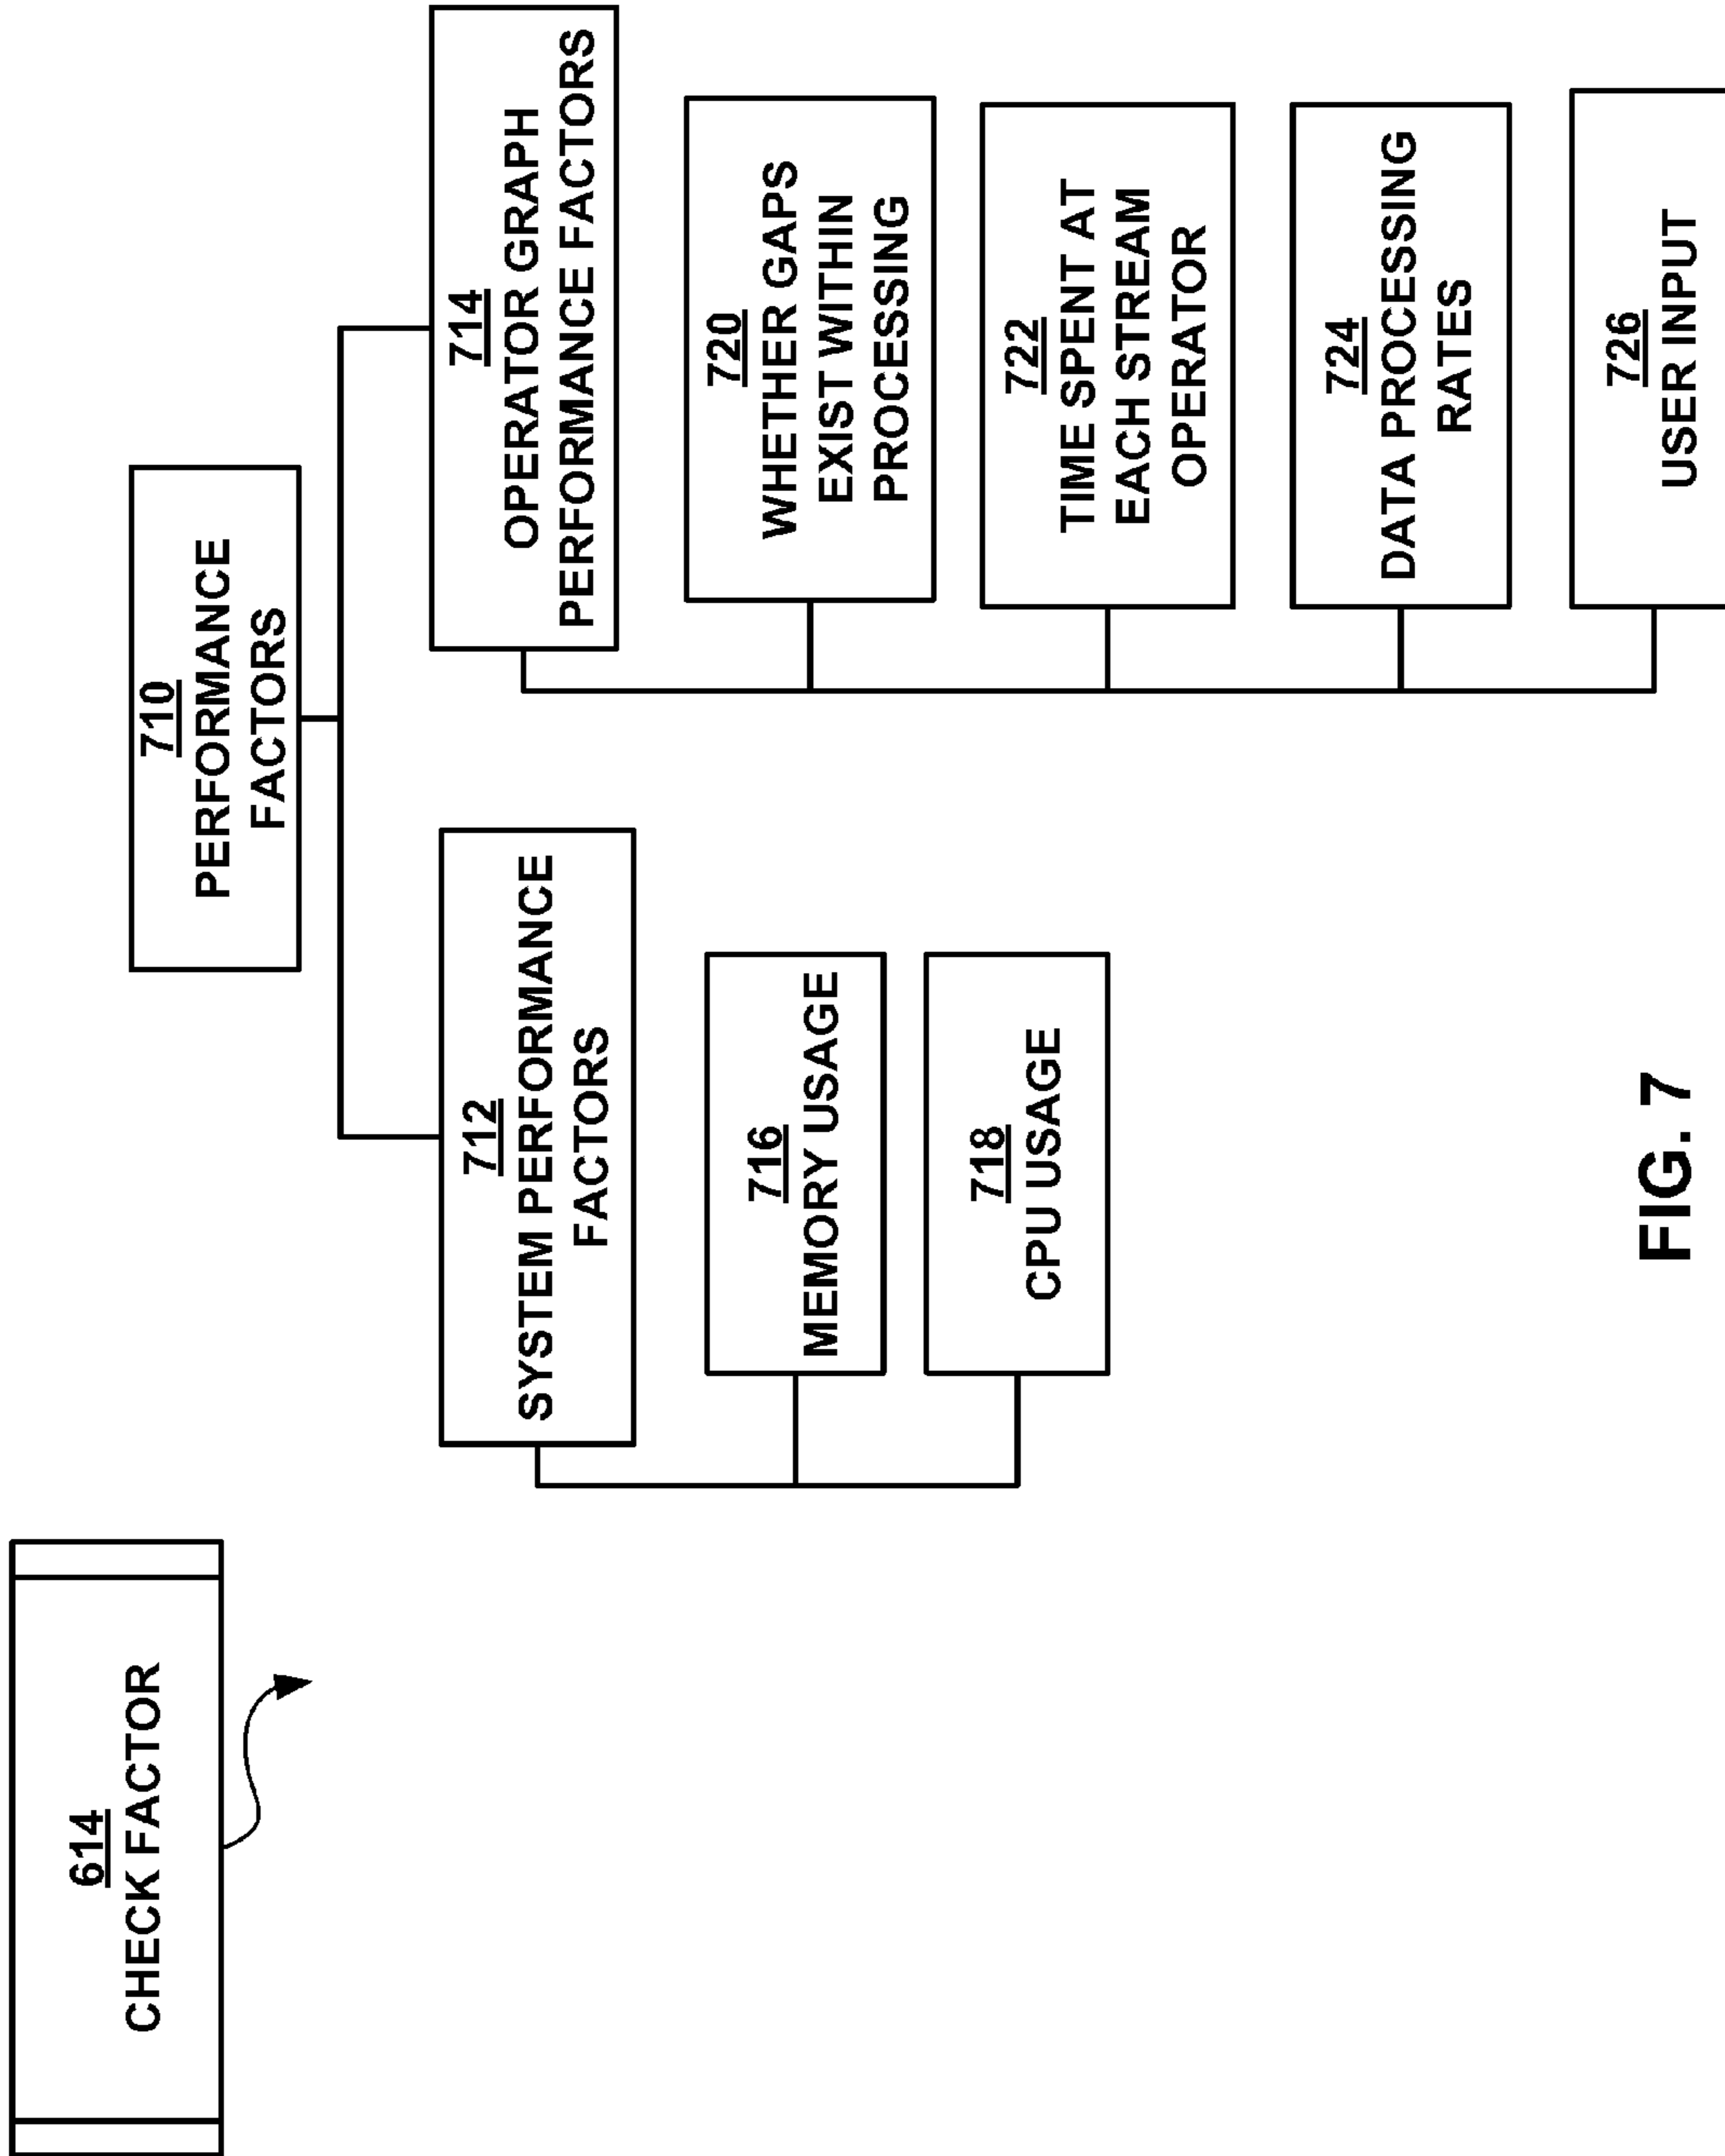 614
CHECK FACTOR
710
PERFORMANCE
FACTORS
712
SYSTEM PERFORMANCE
FACTORS
716
MEMORY USAGE
718
CPU USAGE
714
OPERATOR GRAPH
PERFORMANCE FACTORS
720
WHETHER GAPS
EXIST WITHIN
PROCESSING
722
TIME SPENT AT
EACH STREAM
OPERATOR
724
DATA PROCESSING
RATES
726
USER INPUT
FIG. 7